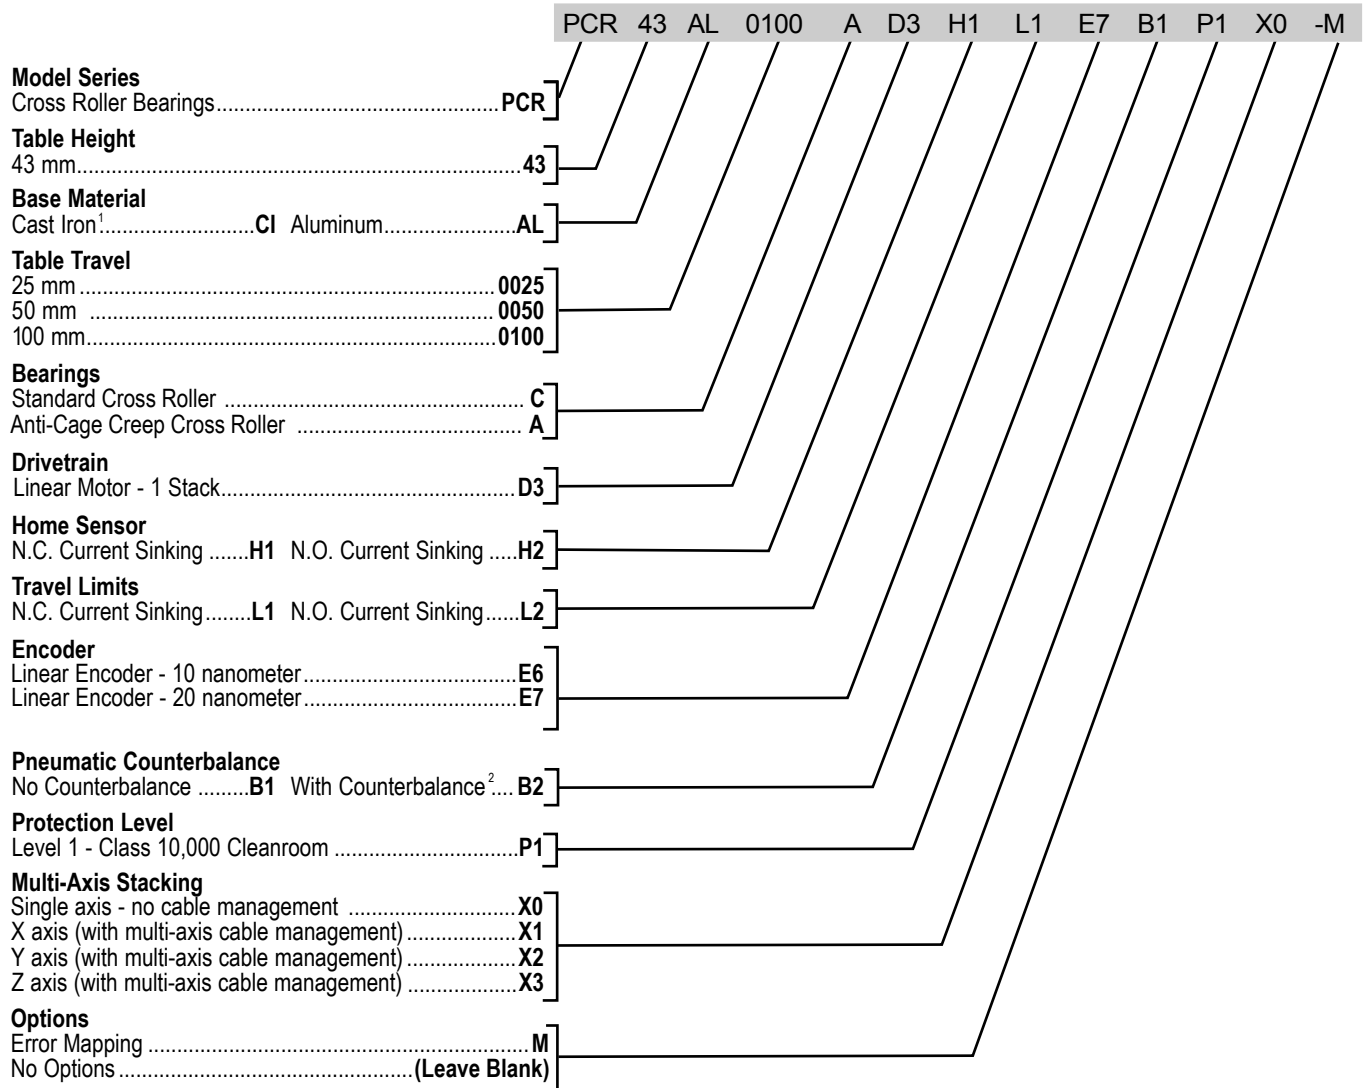 PCR 43 AL 0100 A D3 H1 L1 E7 B1 P1 X0 -M
Model Series
Cross Roller Bearings PCR
Table Height
43 mm 43
Base Material
Cast Iron¹ CI Aluminum AL
Table Travel
25 mm 0025
50 mm 0050
100 mm 0100
Bearings
Standard Cross Roller C
Anti-Cage Creep Cross Roller A
Drivetrain
Linear Motor - 1 Stack D3
Home Sensor
N.C. Current Sinking H1 N.O. Current Sinking H2
Travel Limits
N.C. Current Sinking L1 N.O. Current Sinking L2
Encoder
Linear Encoder - 10 nanometer E6
Linear Encoder - 20 nanometer E7
Pneumatic Counterbalance
No Counterbalance B1 With Counterbalance² B2
Protection Level
Level 1 - Class 10,000 Cleanroom P1
Multi-Axis Stacking
Single axis - no cable management X0
X axis (with multi-axis cable management) X1
Y axis (with multi-axis cable management) X2
Z axis (with multi-axis cable management) X3
Options
Error Mapping M
No Options (Leave Blank)